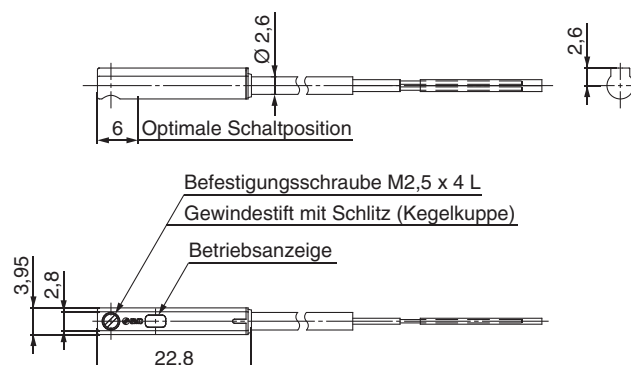 Ø 2,6
2,6
6
Optimale Schaltposition
Befestigungsschraube M2,5 x 4 L
Gewindestift mit Schlitz (Kegelkuppe)
Betriebsanzeige
3,95
2,8
22,8